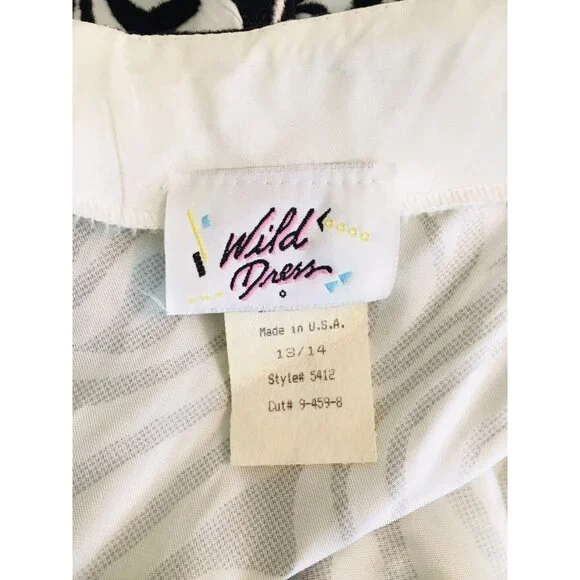 Wild
Dress
Made in U.S.A.
13/14
Style# 5412
Cut# 9-459-8